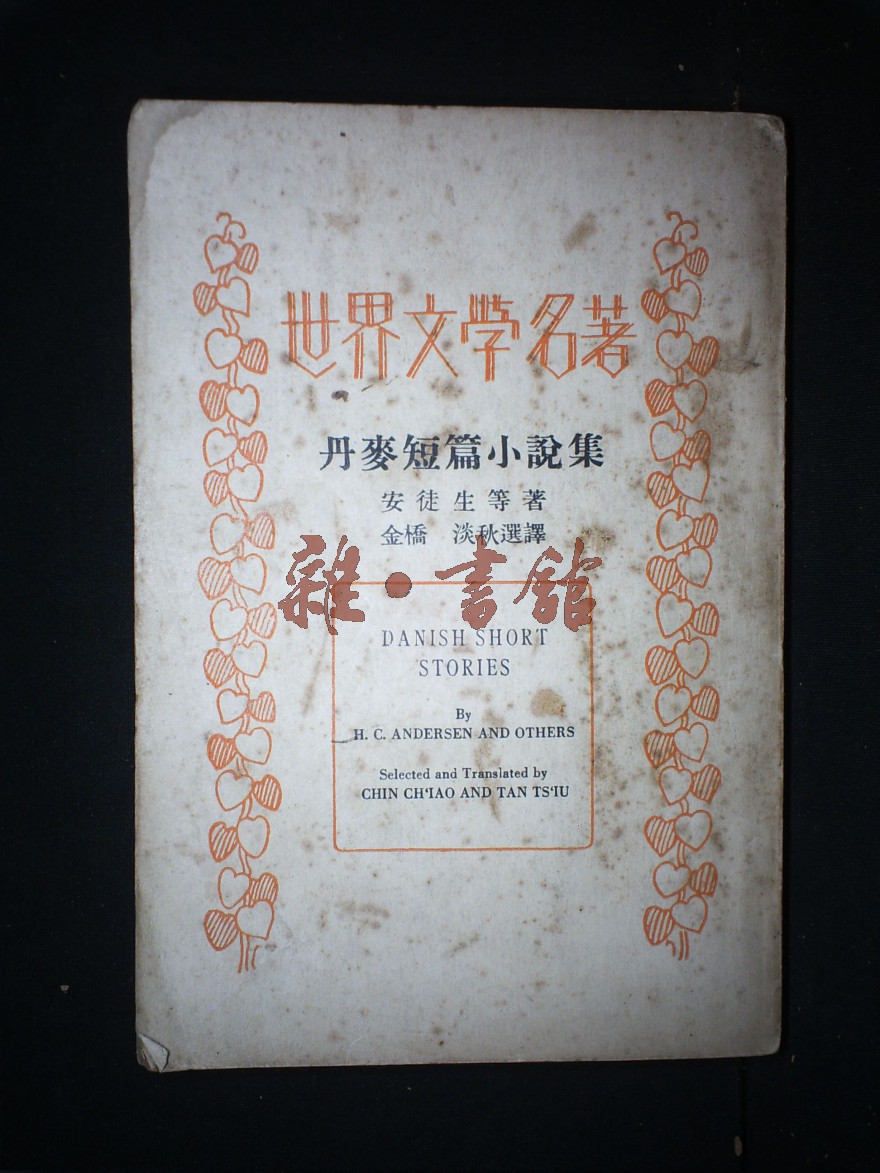 世界文學名著
丹麥短篇小說集
安徒生等著
金橋 淡秋選譯
雜·書館
DANISH SHORT
STORIES
By
H. C. ANDERSEN AND OTHERS
Selected and Translated by
CHIN CH‘IAO AND TAN TS‘IU